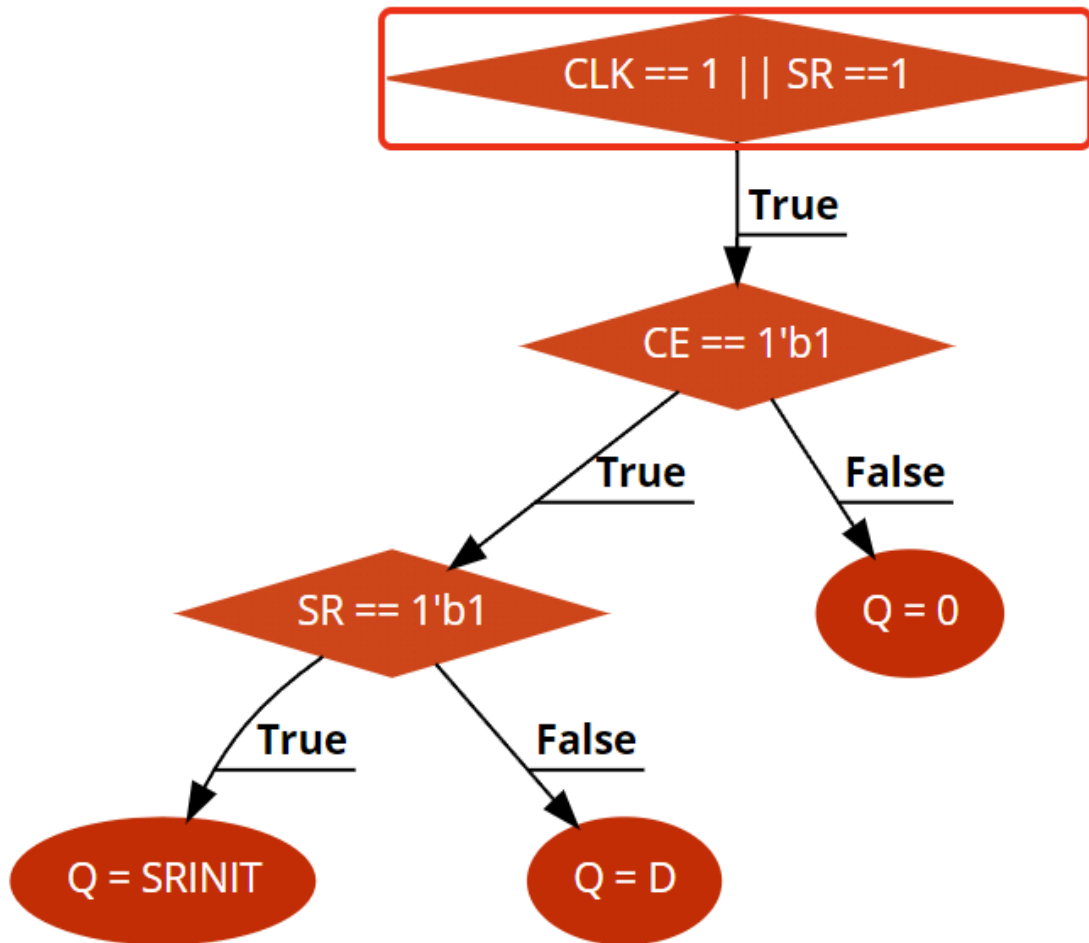 CLK == 1 || SR ==1
True
CE == 1'b1
True
False
SR == 1'b1
Q = 0
True
False
Q = SRINIT
Q = D